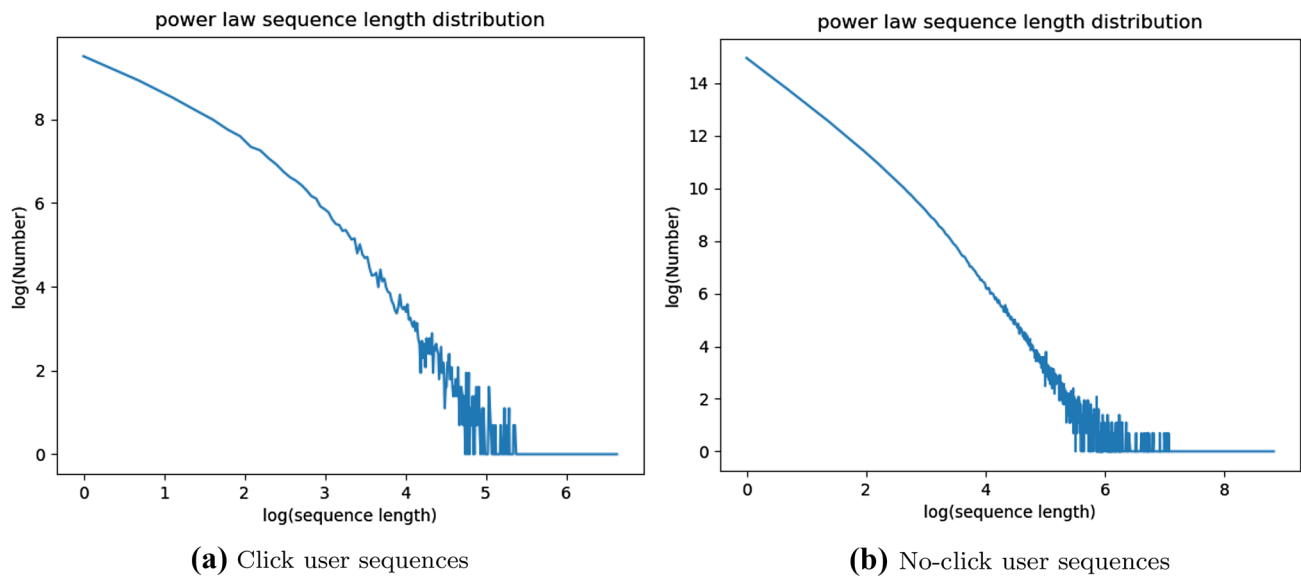 power law sequence length distribution
log(Number)
8
6
4
2
0
0 1 2 3 4 5 6
log(sequence length)
(a) Click user sequences
power law sequence length distribution
log(Number)
14
12
10
8
6
4
2
0
0 2 4 6 8
log(sequence length)
(b) No-click user sequences